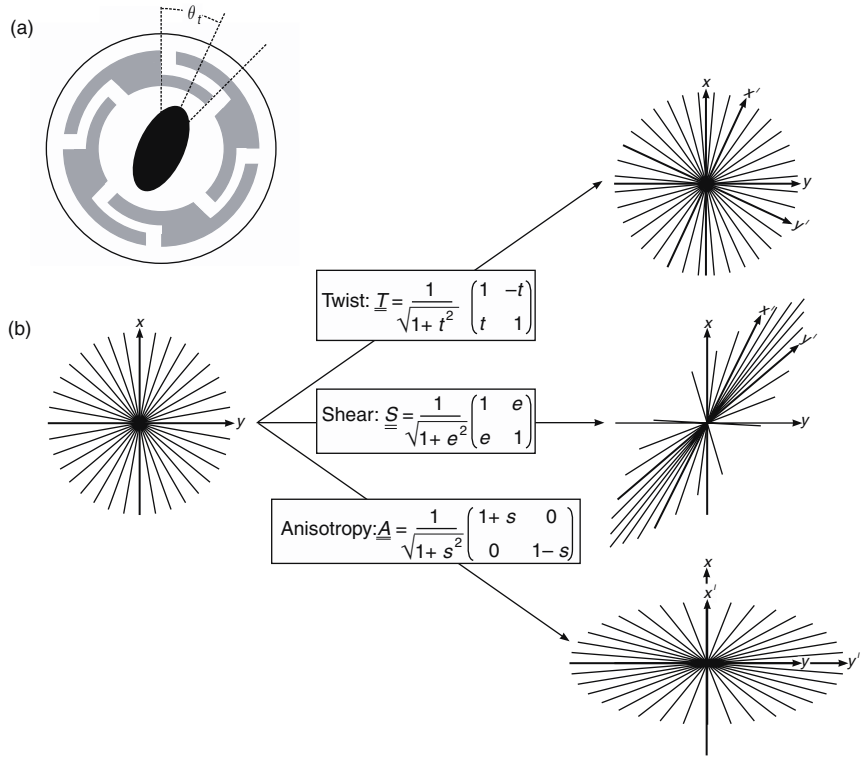 (a)
θt
x
x′
y
y′
Twist: T = 1/√(1+ t²) (1 −t
t 1)
(b)
x
y
x
x′
y′
y
Shear: S = 1/√(1+ e²) (1 e
e 1)
Anisotropy: A = 1/√(1+ s²) (1+ s 0
0 1− s)
x
x′
y
y′